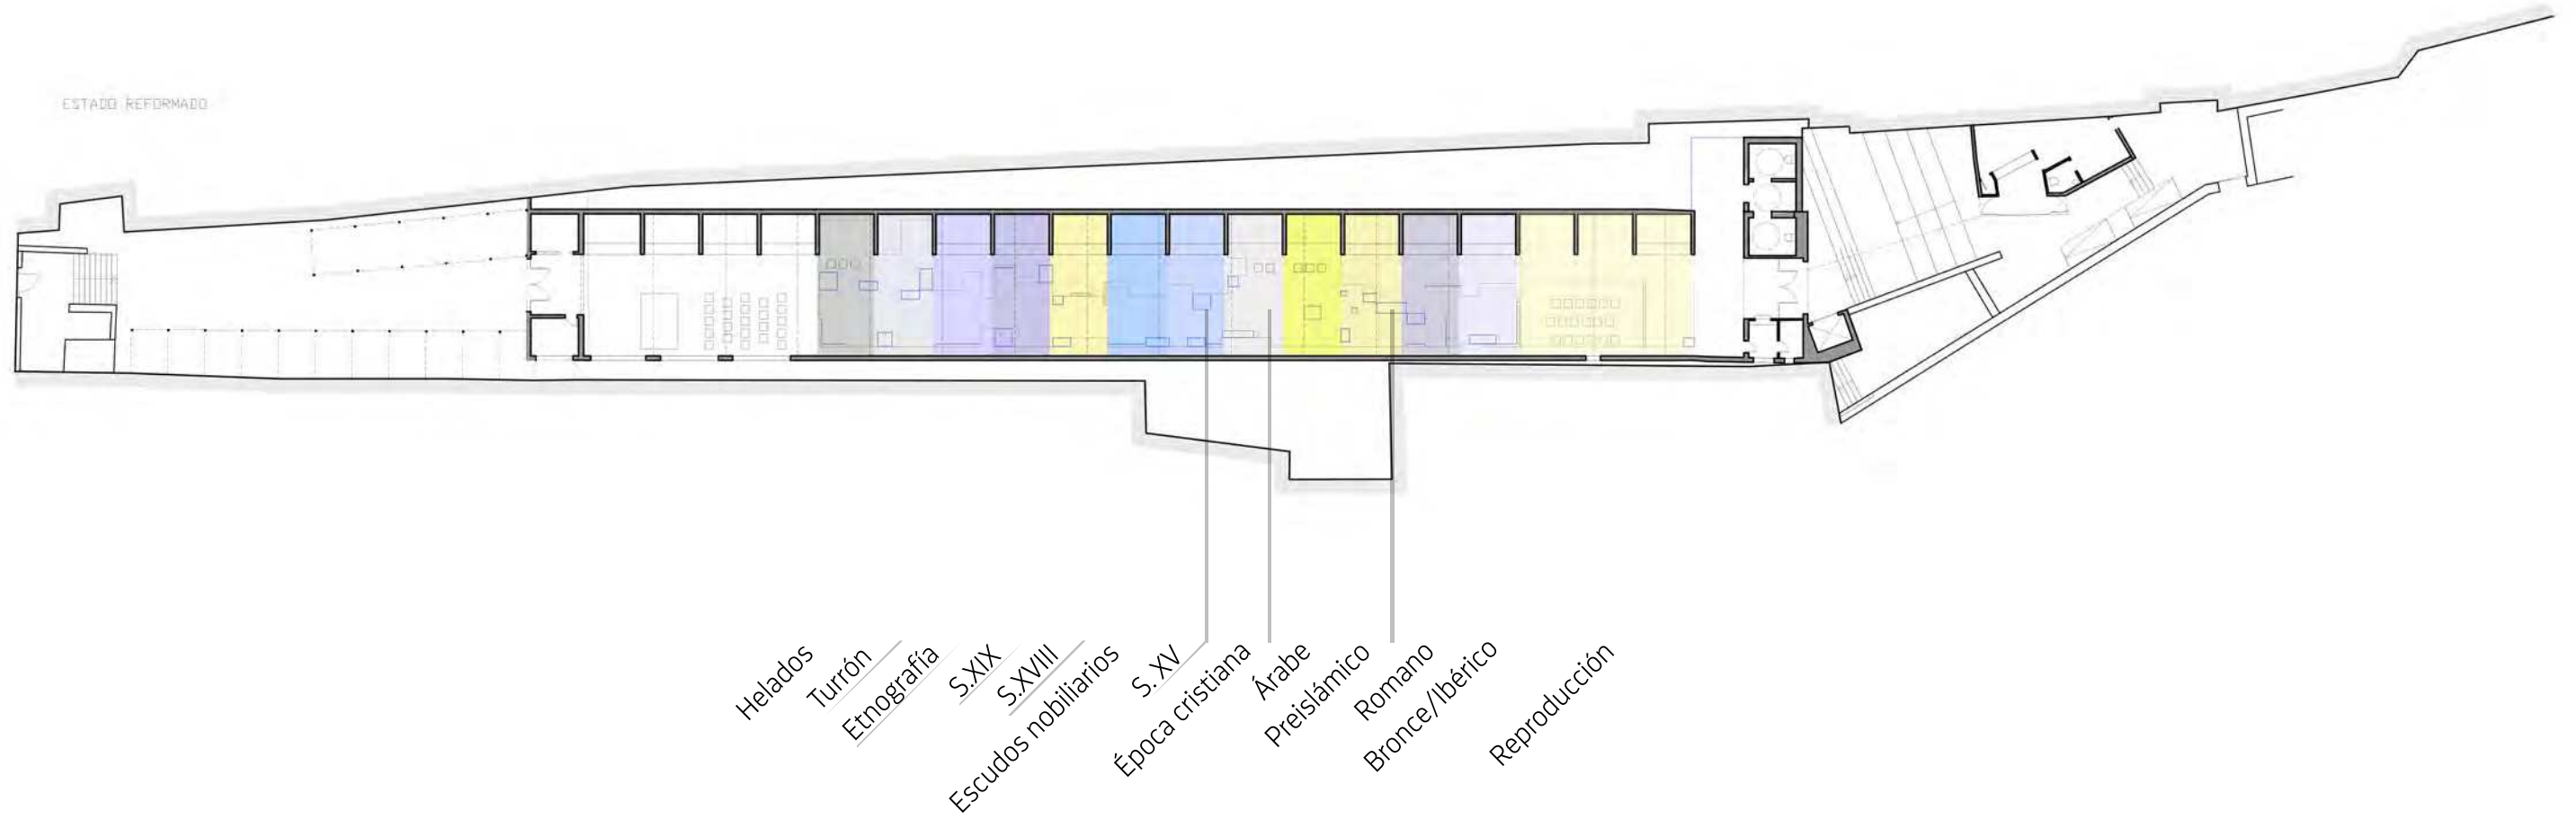 ESTADO REFORMADO
Helados
Turrón
Etnografía
S.XIX
S.XVIII
Escudos nobiliarios
S. XV
Época cristiana
Árabe
Preislámico
Romano
Bronce/Ibérico
Reproducción